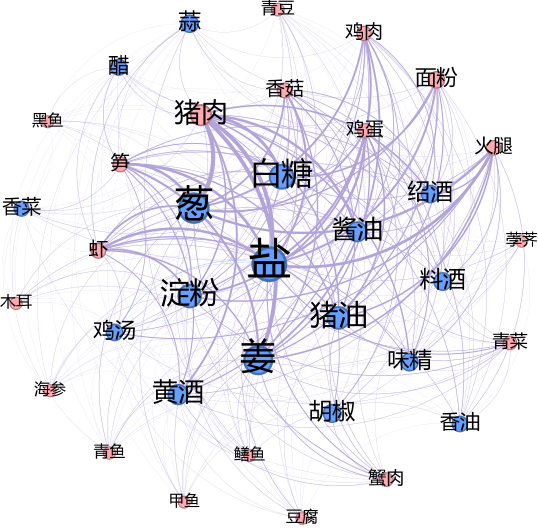 青豆
蒜
鸡肉
醋
面粉
香菇
猪肉
黑鱼
鸡蛋
火腿
笋
白糖
绍酒
葱
香菜
酱油
荸荠
虾
盐
料酒
淀粉
木耳
猪油
鸡汤
青菜
姜
味精
海参
黄酒
胡椒
香油
青鱼
鳝鱼
蟹肉
甲鱼
豆腐